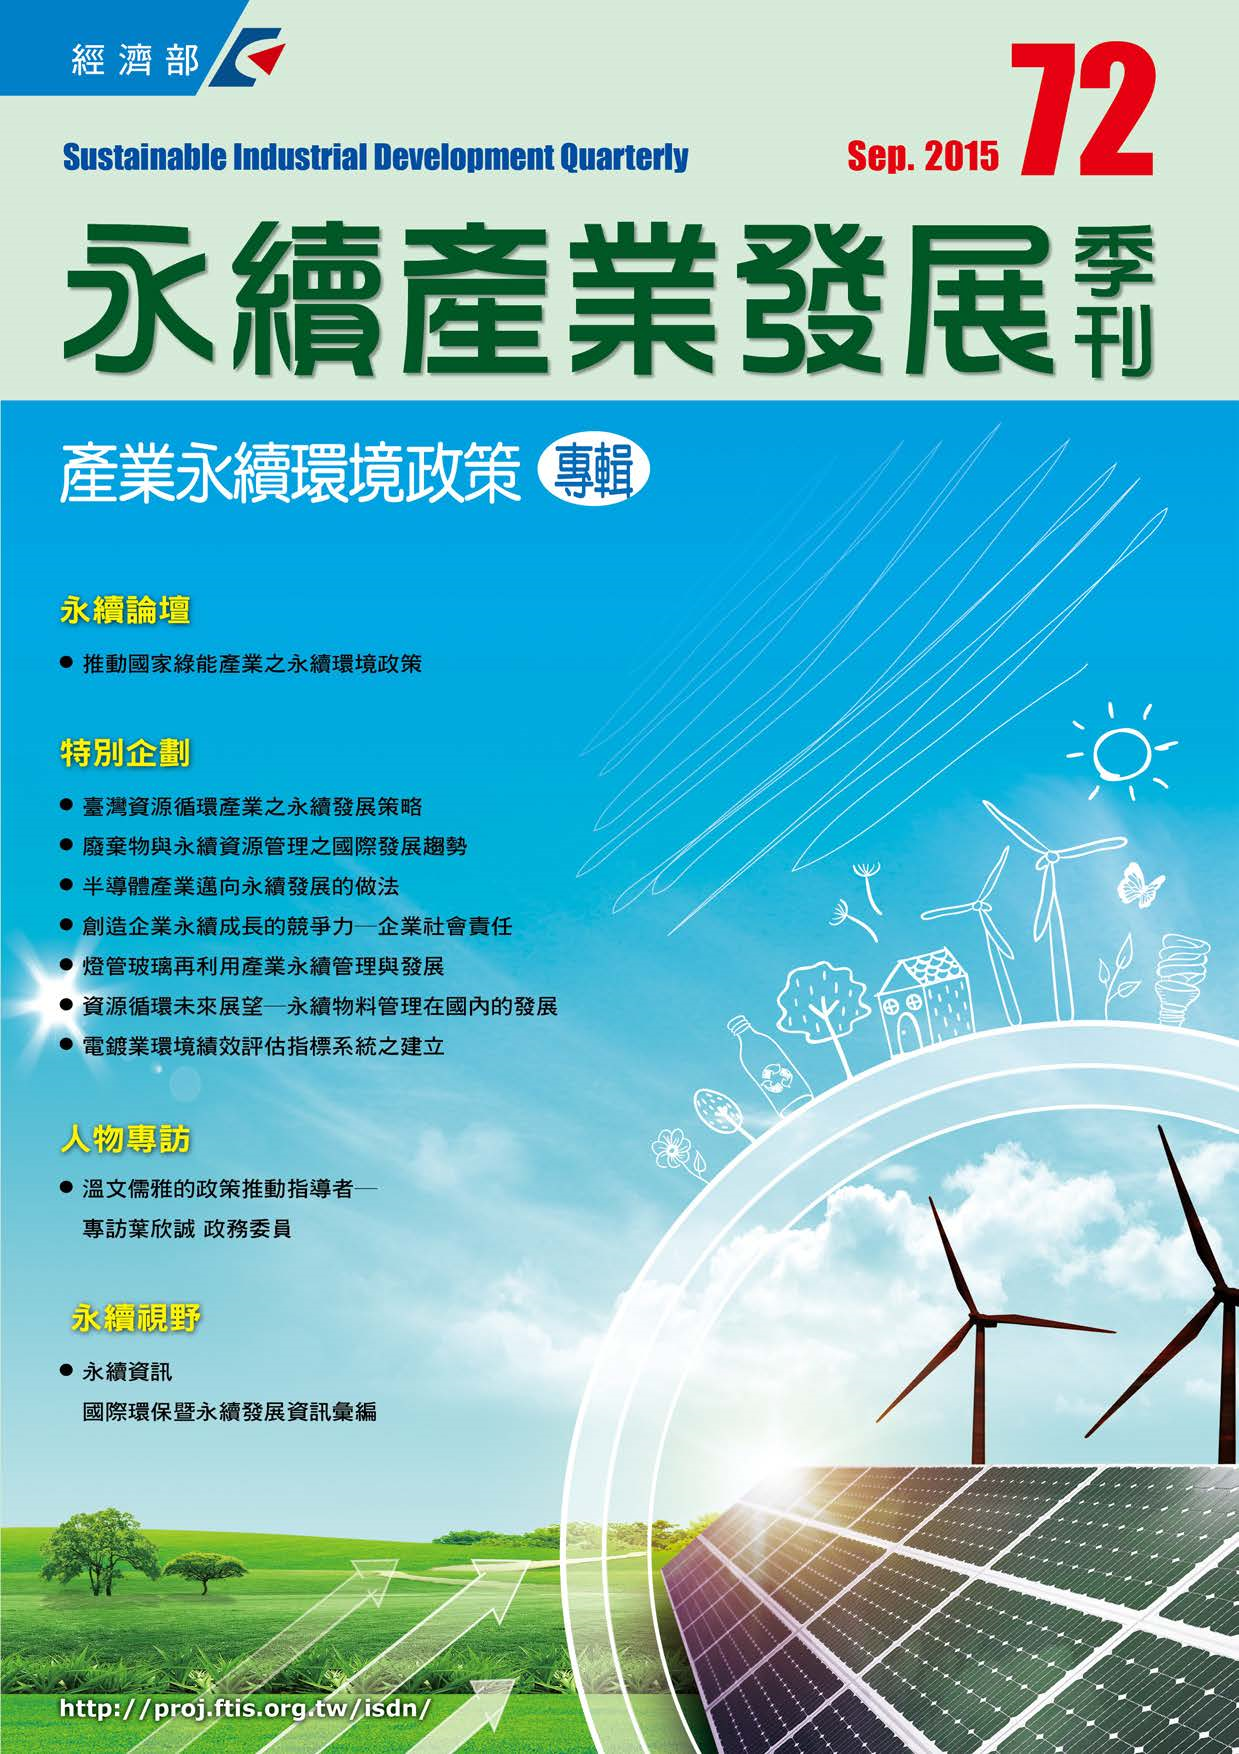 經濟部
Sustainable Industrial Development Quarterly
Sep. 2015
72
永續產業發展季刊
產業永續環境政策 專輯
永續論壇
● 推動國家綠能產業之永續環境政策
特別企劃
● 臺灣資源循環產業之永續發展策略
● 廢棄物與永續資源管理之國際發展趨勢
● 半導體產業邁向永續發展的做法
● 創造企業永續成長的競爭力─企業社會責任
● 燈管玻璃再利用產業永續管理與發展
● 資源循環未來展望─永續物料管理在國內的發展
● 電鍍業環境績效評估指標系統之建立
人物專訪
● 溫文儒雅的政策推動指導者─
專訪葉欣誠 政務委員
永續視野
● 永續資訊
國際環保暨永續發展資訊彙編
http://proj.ftis.org.tw/isdn/